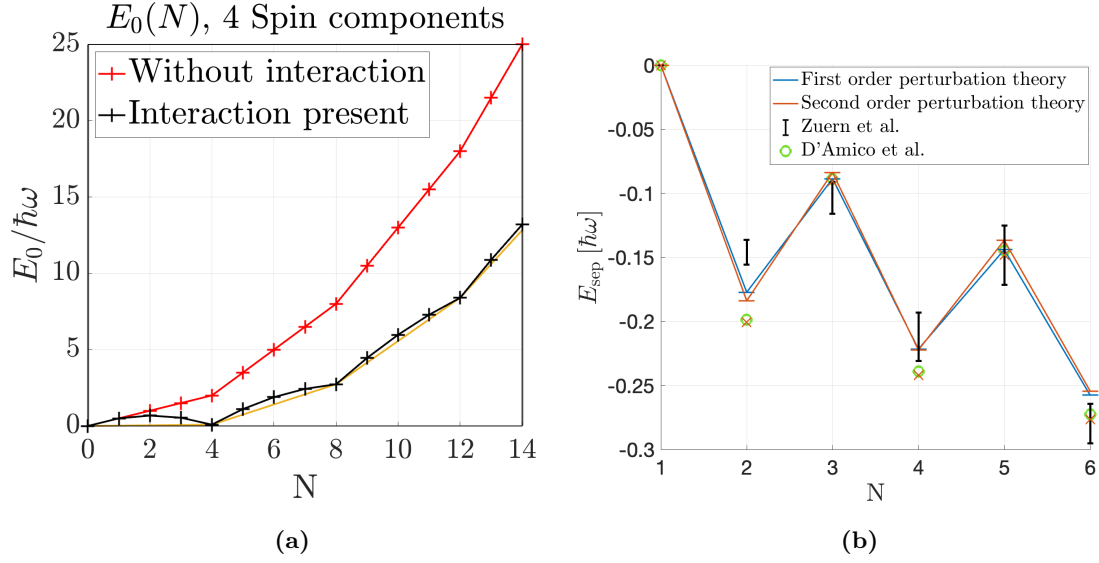 E₀(N), 4 Spin components
25
20
15
10
5
0
E₀/ħω
Without interaction
Interaction present
0 2 4 6 8 10 12 14
N
(a)
0
-0.05
-0.1
-0.15
-0.2
-0.25
-0.3
E_sep [ħω]
First order perturbation theory
Second order perturbation theory
Zuern et al.
D'Amico et al.
1 2 3 4 5 6
N
(b)